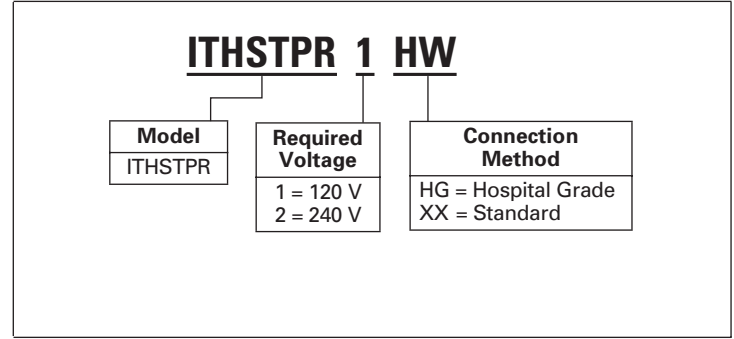 ITHSTPR 1 HW
Model
ITHSTPR
Required
Voltage
1 = 120 V
2 = 240 V
Connection
Method
HG = Hospital Grade
XX = Standard